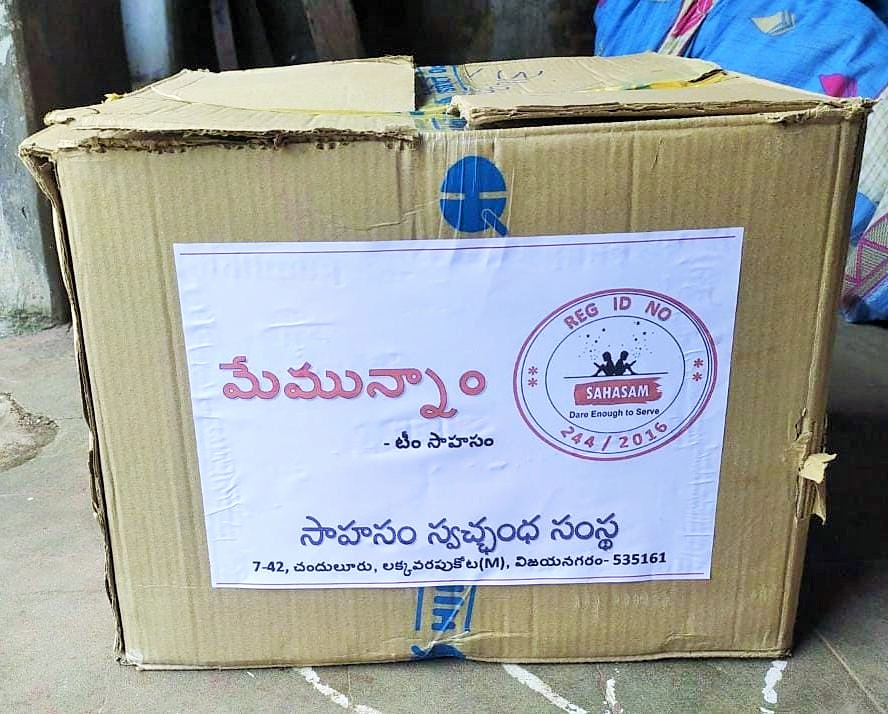 మేమున్నాం
- టీం సాహసం
REG ID NO
SAHASAM
Dare Enough to Serve
244 / 2016
సాహసం స్వచ్ఛంధ సంస్థ
7-42, చందులూరు, లక్కవరపుకోట(M), విజయనగరం- 535161